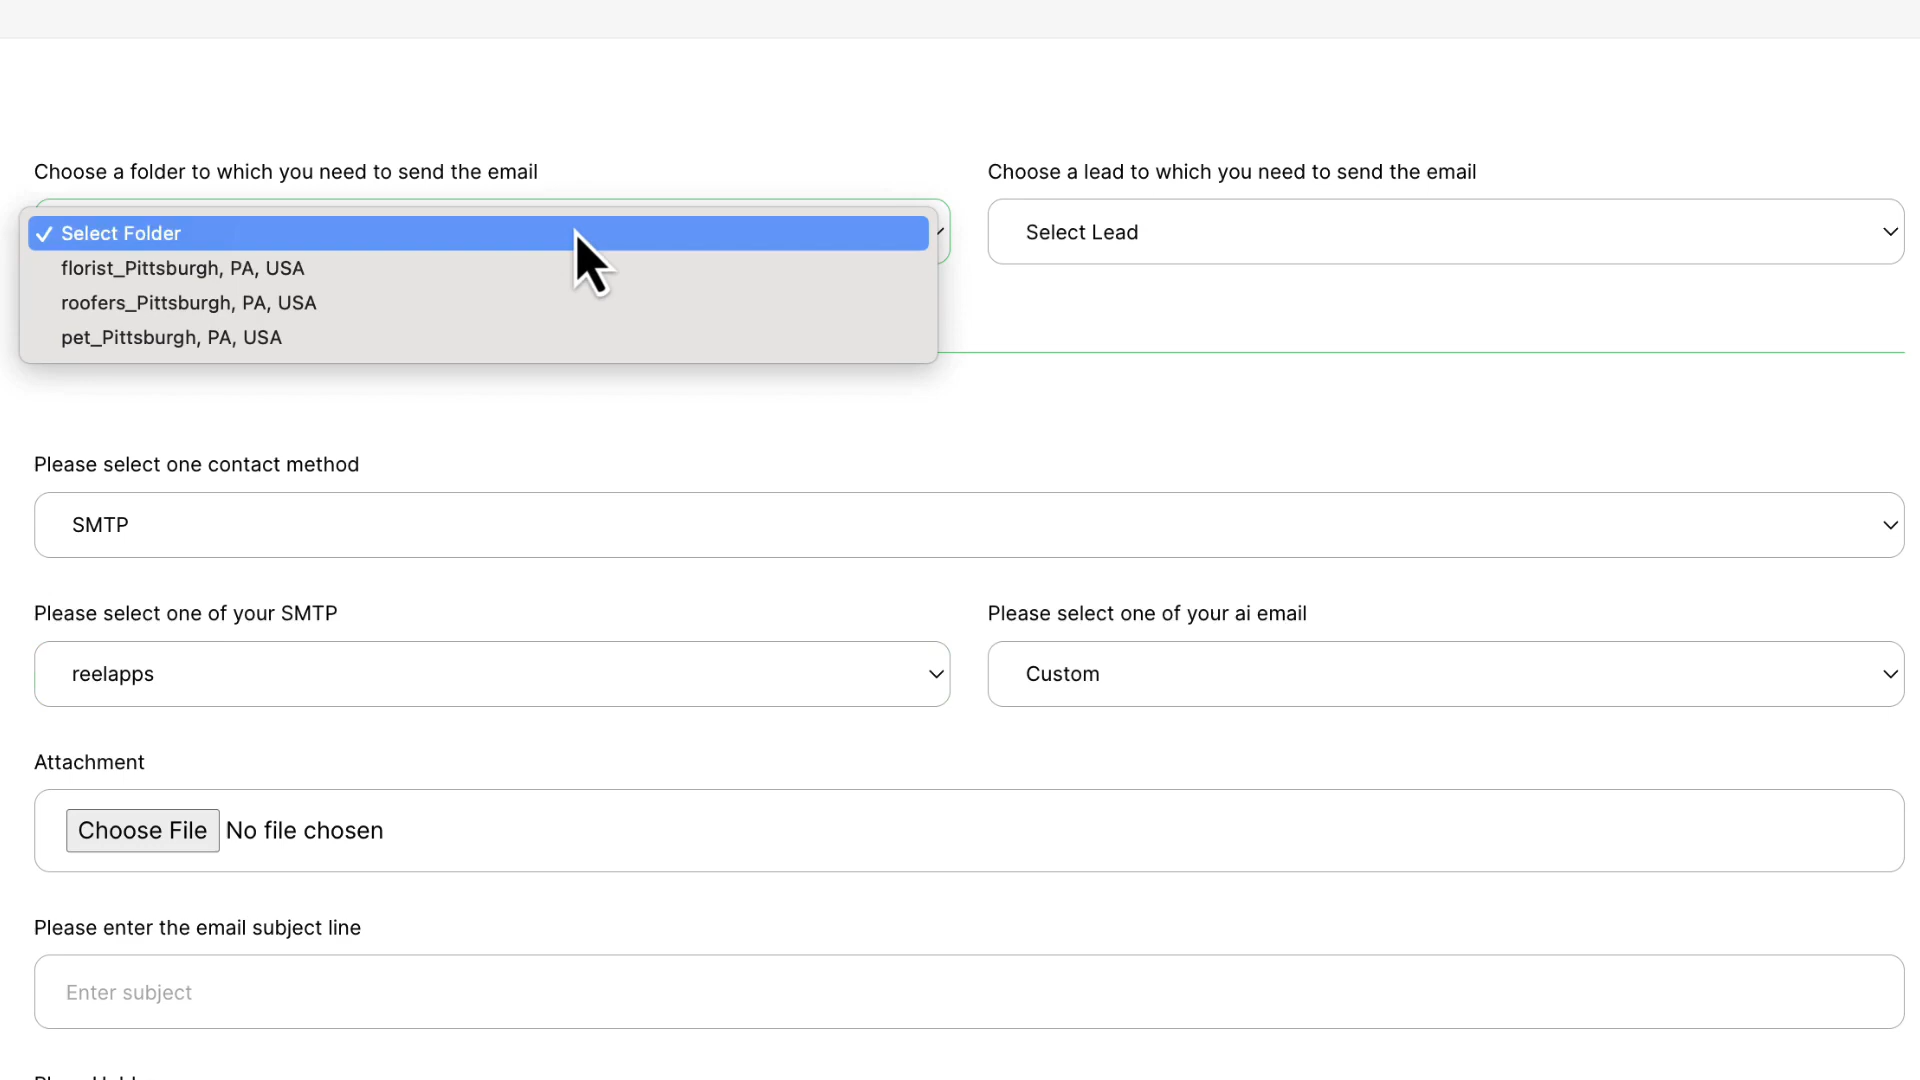 Choose a folder to which you need to send the email
Choose a lead to which you need to send the email
Select Folder
Select Lead
florist_Pittsburgh, PA, USA
roofers_Pittsburgh, PA, USA
pet_Pittsburgh, PA, USA
Please select one contact method
SMTP
Please select one of your SMTP
Please select one of your ai email
reelapps
Custom
Attachment
Choose File No file chosen
Please enter the email subject line
Enter subject